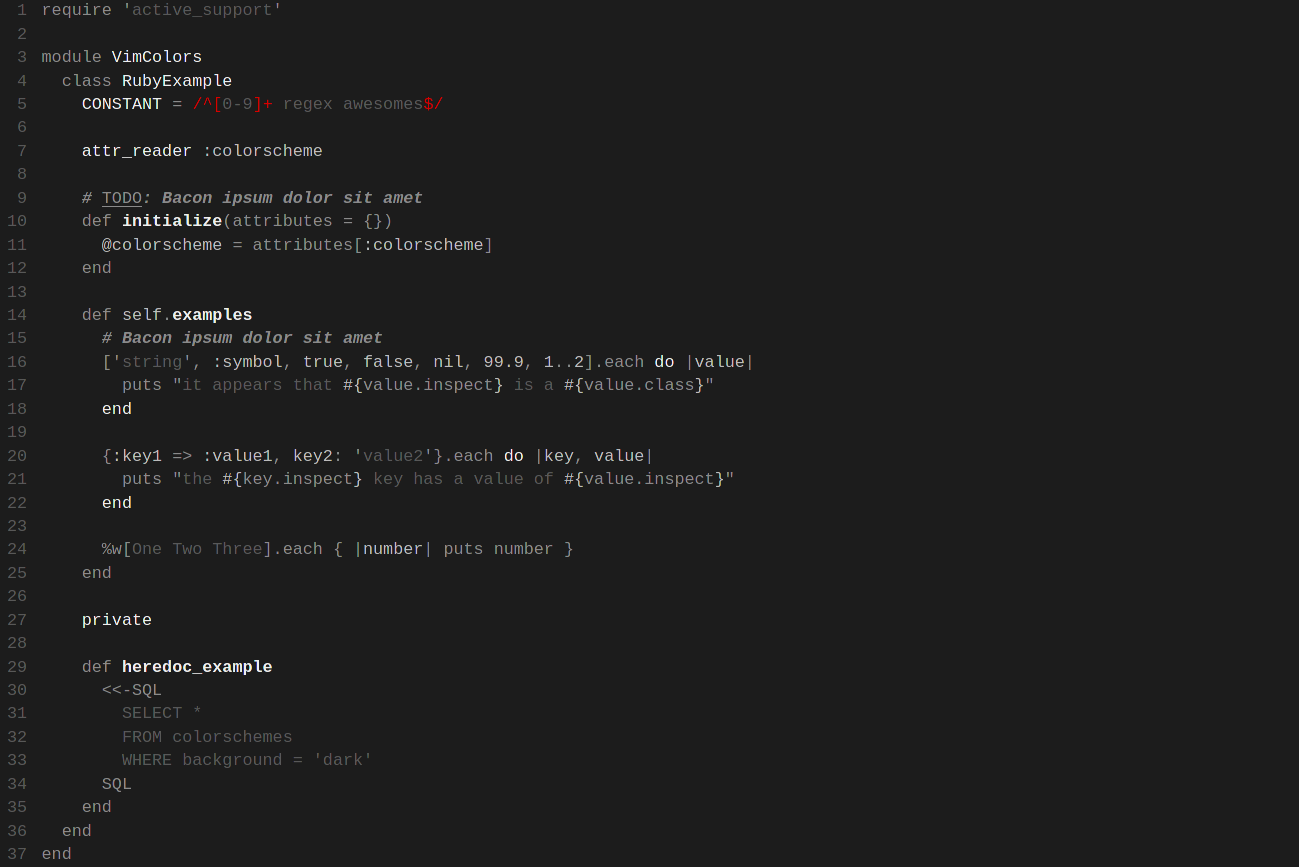 1 require 'active_support'
2
3 module VimColors
4   class RubyExample
5     CONSTANT = /^[0-9]+ regex awesomes$/
6
7     attr_reader :colorscheme
8
9     # TODO: Bacon ipsum dolor sit amet
10     def initialize(attributes = {})
11       @colorscheme = attributes[:colorscheme]
12     end
13
14     def self.examples
15       # Bacon ipsum dolor sit amet
16       ['string', :symbol, true, false, nil, 99.9, 1..2].each do |value|
17         puts "it appears that #{value.inspect} is a #{value.class}"
18       end
19
20       {:key1 => :value1, key2: 'value2'}.each do |key, value|
21         puts "the #{key.inspect} key has a value of #{value.inspect}"
22       end
23
24       %w[One Two Three].each { |number| puts number }
25     end
26
27     private
28
29     def heredoc_example
30       <<-SQL
31         SELECT *
32         FROM colorschemes
33         WHERE background = 'dark'
34       SQL
35     end
36   end
37 end